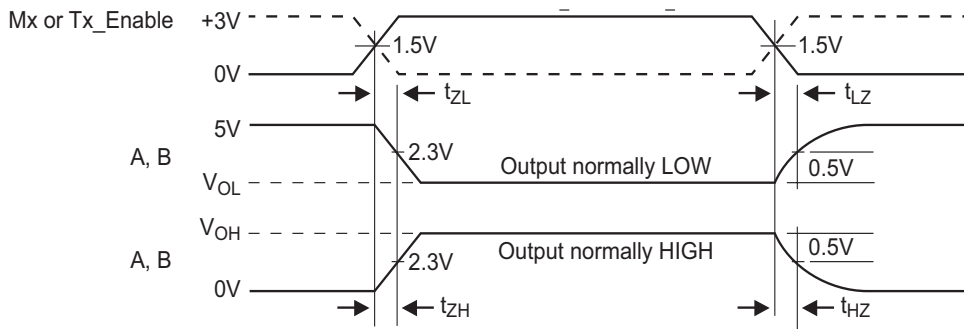 Mx or Tx_Enable
+3V
0V
1.5V
1.5V
tZL
tLZ
5V
A, B
VOL
2.3V
Output normally LOW
0.5V
VOH
A, B
0V
2.3V
Output normally HIGH
0.5V
tZH
tHZ